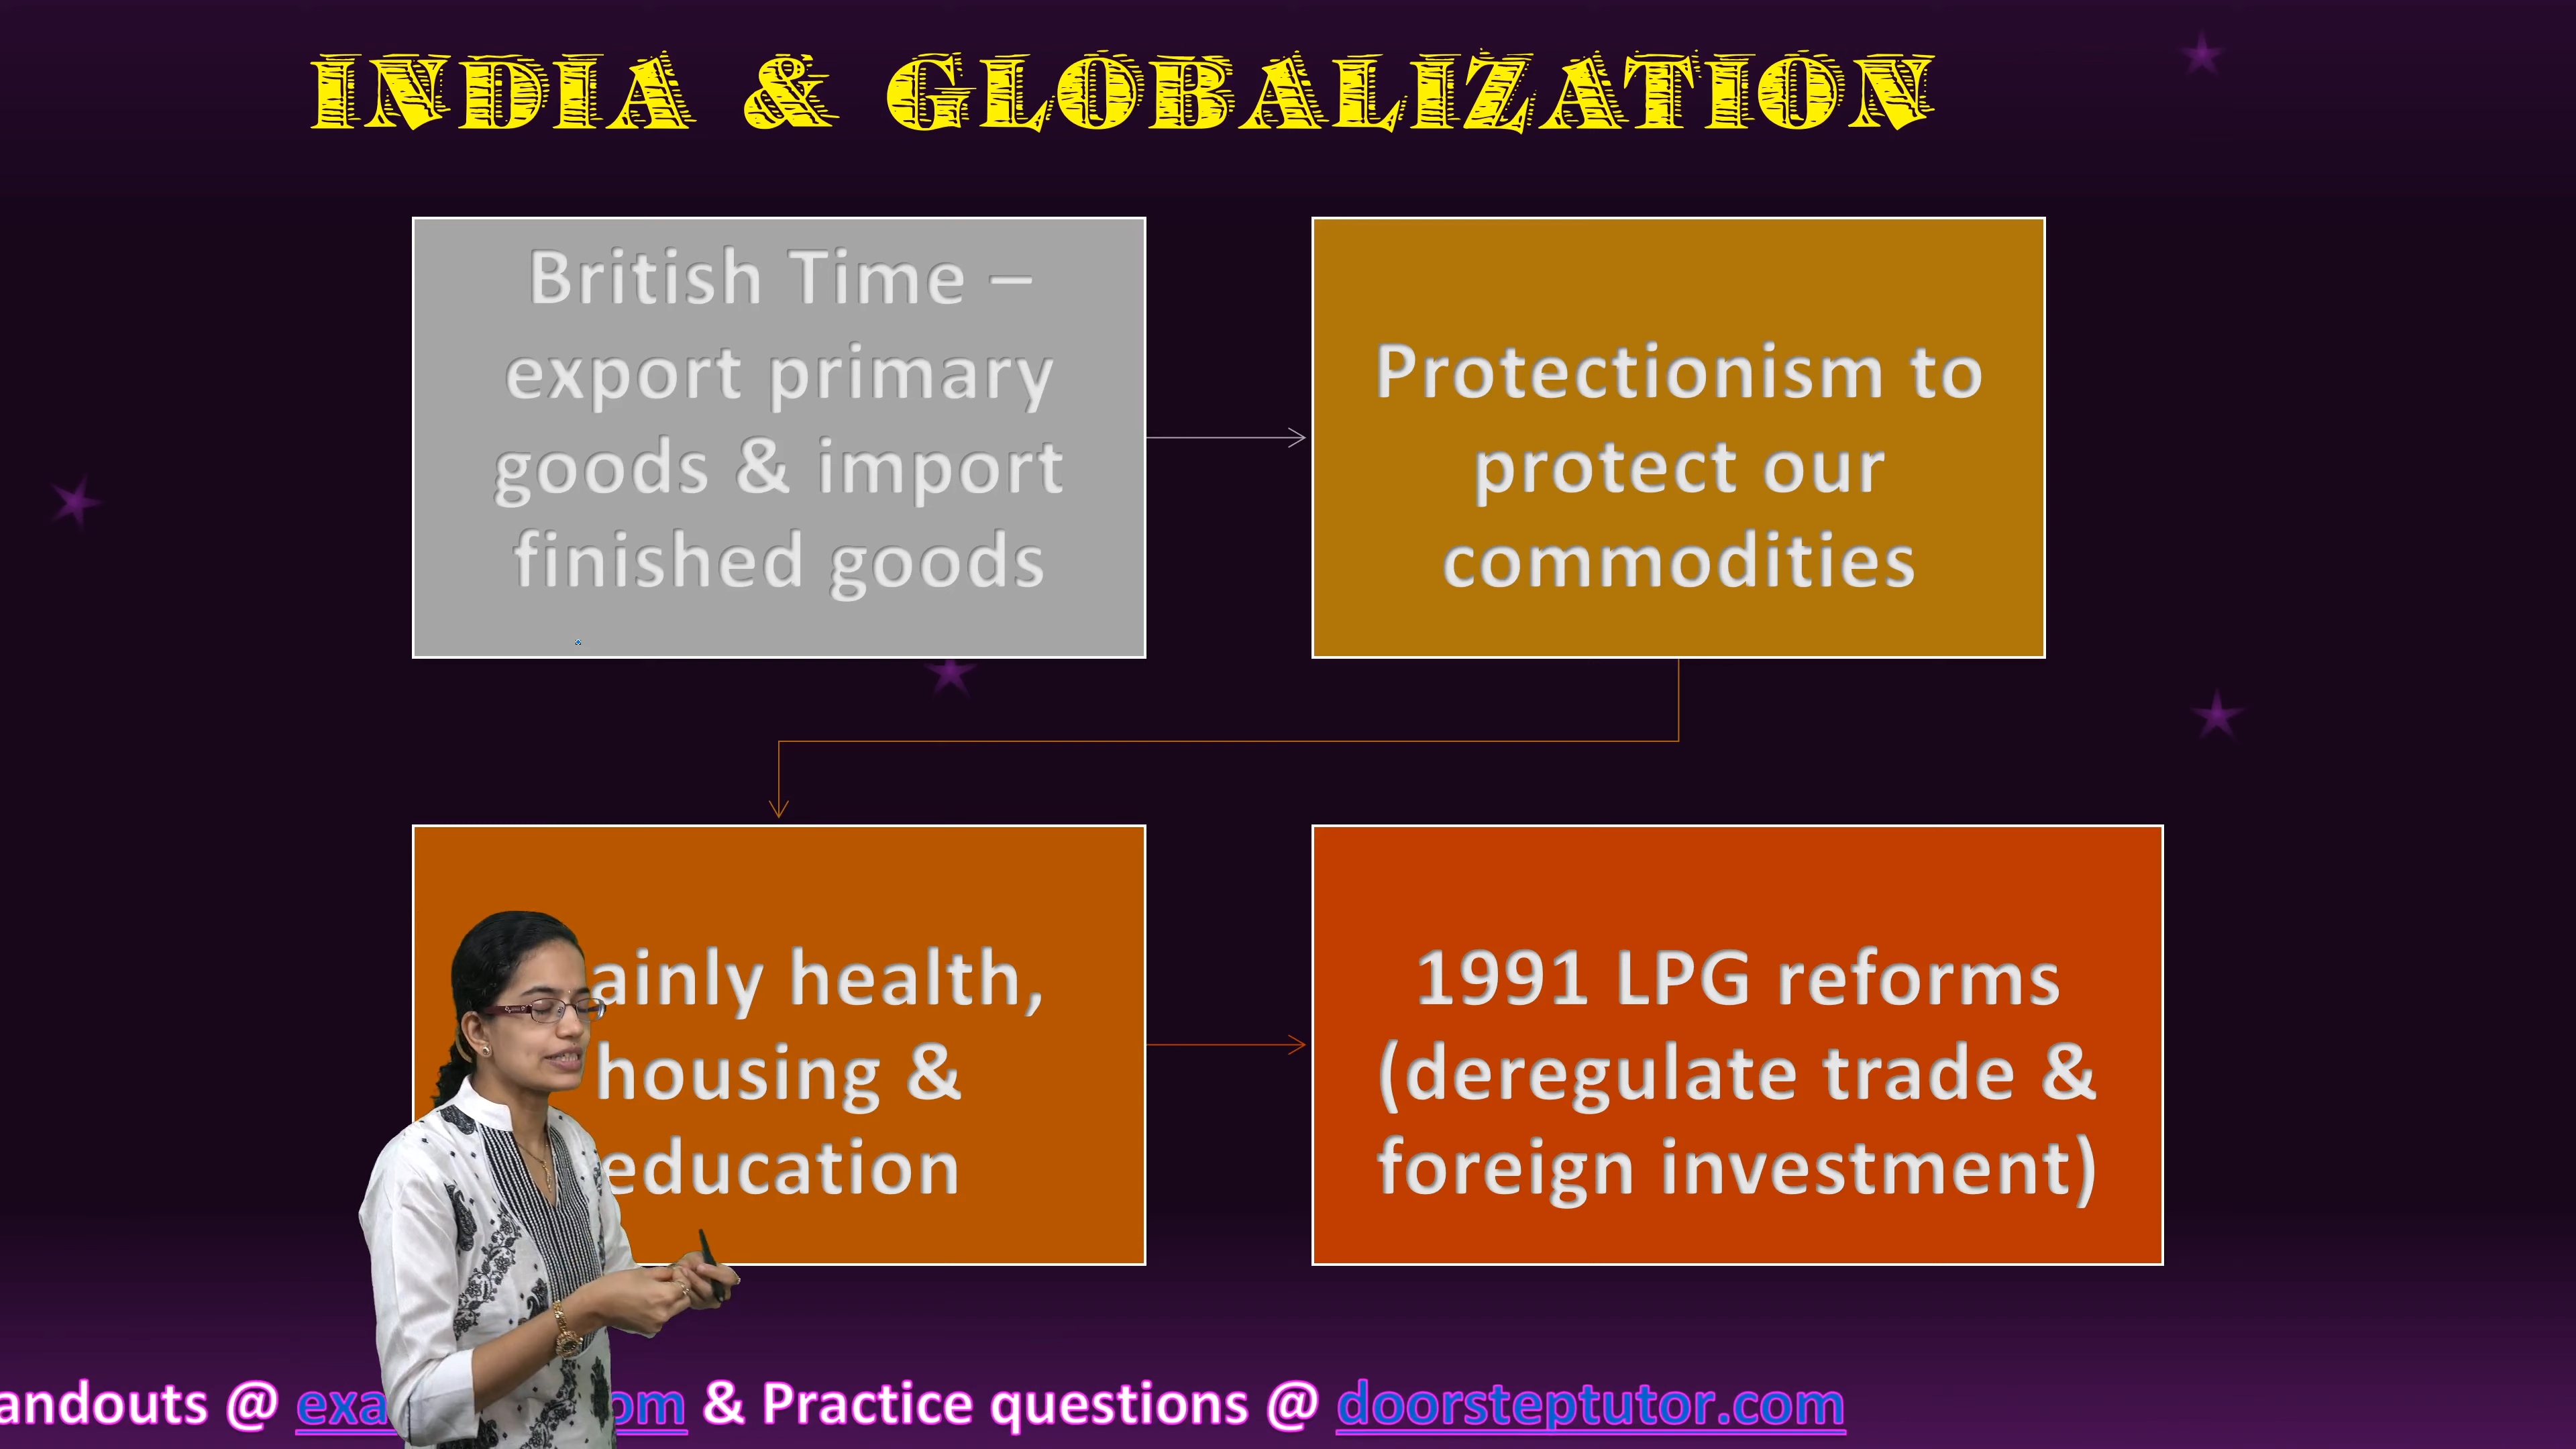 INDIA & GLOBALIZATION
British Time –
export primary
goods & import
finished goods
Protectionism to
protect our
commodities
ainly health,
housing &
education
1991 LPG reforms
(deregulate trade &
foreign investment)
andouts @ exa om & Practice questions @ doorsteptutor.com